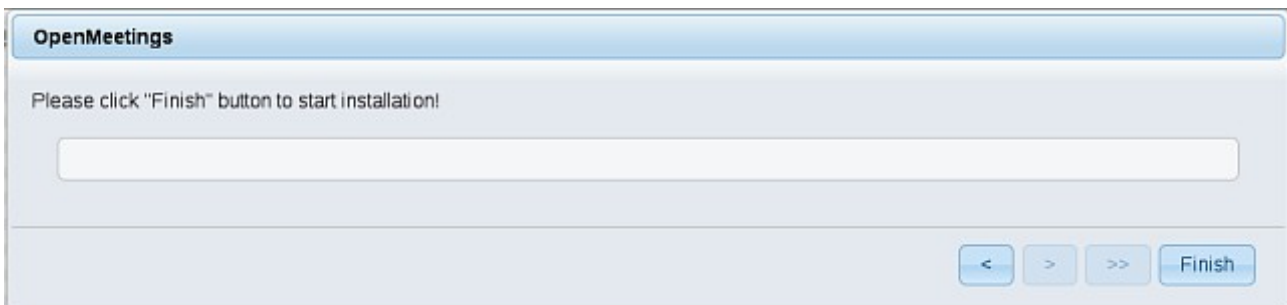 OpenMeetings
Please click "Finish" button to start installation!
< > >> Finish